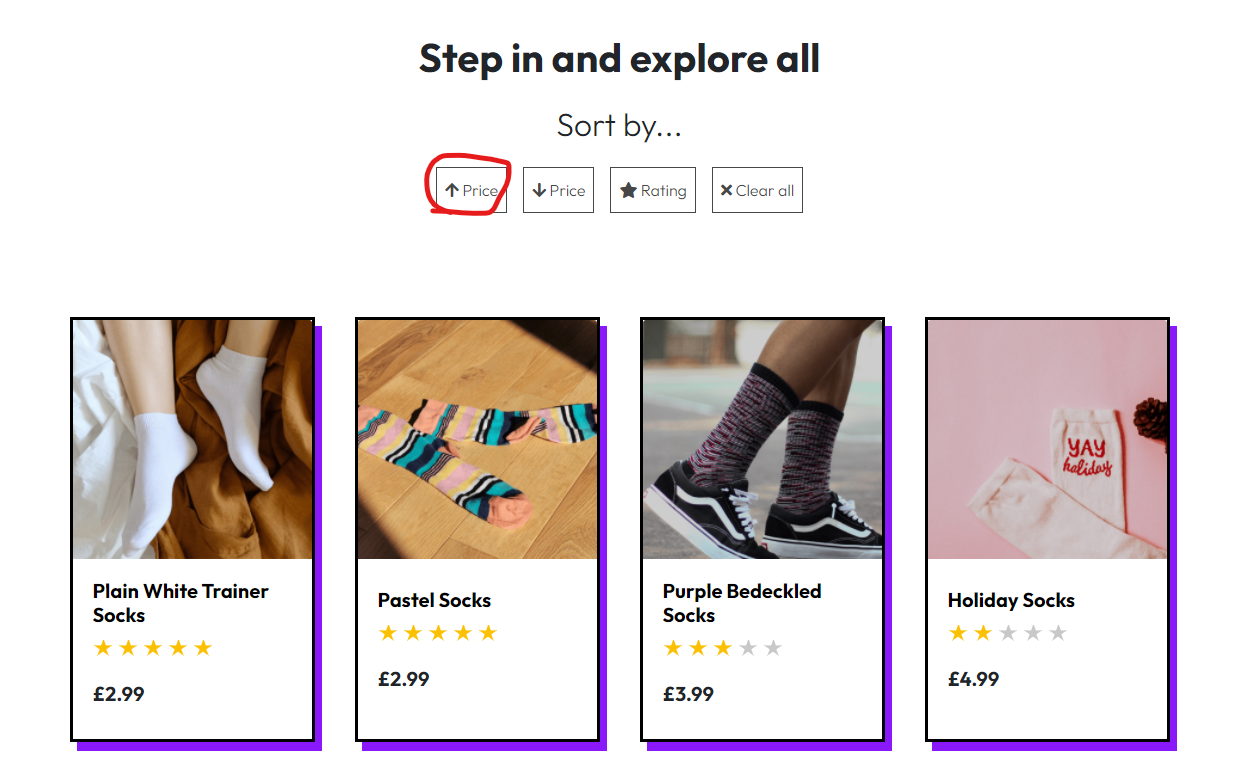 Step in and explore all
Sort by...
Price
Price
Rating
Clear all
YAY
holiday
Plain White Trainer
Socks
£2.99
Pastel Socks
£2.99
Purple Bedeckled
Socks
£3.99
Holiday Socks
£4.99